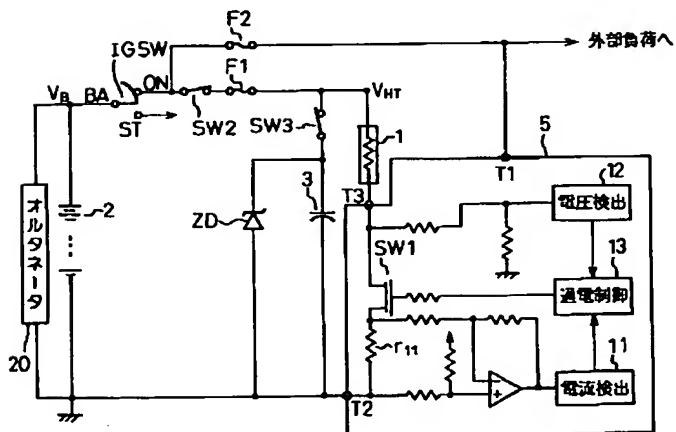 F2
外部負荷へ
IGSW
F1
VB
BA
ON
VHT
ST
SW2
SW3
1
5
T1
12
オルタネータ
2
ZD
3
T3
電圧検出
SW1
13
通電制御
20
r11
11
T2
電流検出